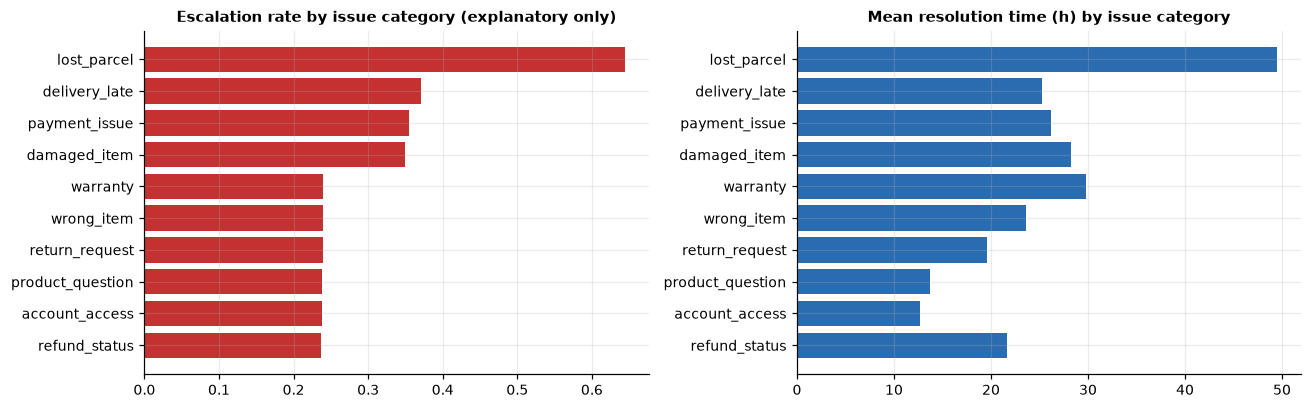 Escalation rate by issue category (explanatory only)
lost_parcel
delivery_late
payment_issue
damaged_item
warranty
wrong_item
return_request
product_question
account_access
refund_status
0.0 0.1 0.2 0.3 0.4 0.5 0.6
Mean resolution time (h) by issue category
lost_parcel
delivery_late
payment_issue
damaged_item
warranty
wrong_item
return_request
product_question
account_access
refund_status
0 10 20 30 40 50